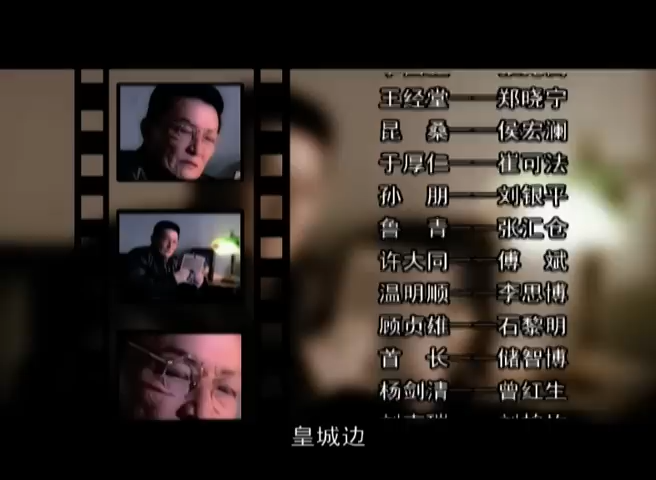 王经堂——郑晓宁
昆　桑——侯宏澜
于厚仁——崔可法
孙　朋——刘银平
鲁　青——张汇仓
许大同——傅　斌
温明顺——李思博
顾贞雄——石黎明
首　长——储智博
杨剑清——曾红生
皇城边